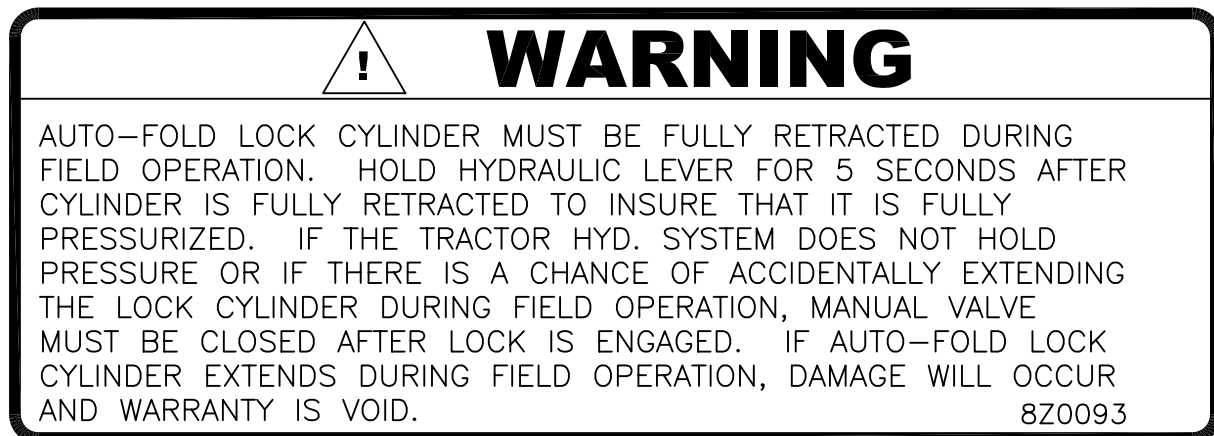 ! WARNING
AUTO-FOLD LOCK CYLINDER MUST BE FULLY RETRACTED DURING
FIELD OPERATION. HOLD HYDRAULIC LEVER FOR 5 SECONDS AFTER
CYLINDER IS FULLY RETRACTED TO INSURE THAT IT IS FULLY
PRESSURIZED. IF THE TRACTOR HYD. SYSTEM DOES NOT HOLD
PRESSURE OR IF THERE IS A CHANCE OF ACCIDENTALLY EXTENDING
THE LOCK CYLINDER DURING FIELD OPERATION, MANUAL VALVE
MUST BE CLOSED AFTER LOCK IS ENGAGED. IF AUTO-FOLD LOCK
CYLINDER EXTENDS DURING FIELD OPERATION, DAMAGE WILL OCCUR
AND WARRANTY IS VOID. 8Z0093